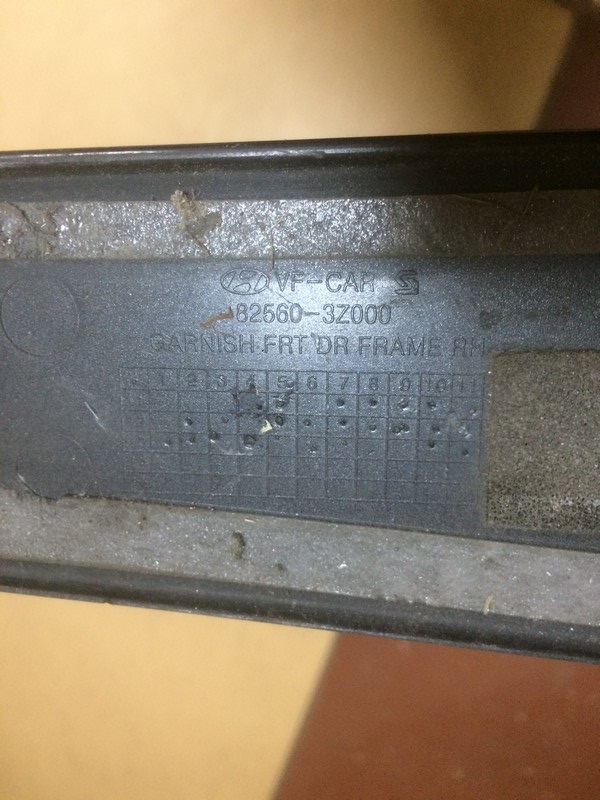 VF-CAR
82560-3Z000
GARNISH FRT DR FRAME RH
1 2 3 4 5 6 7 8 9 10 11